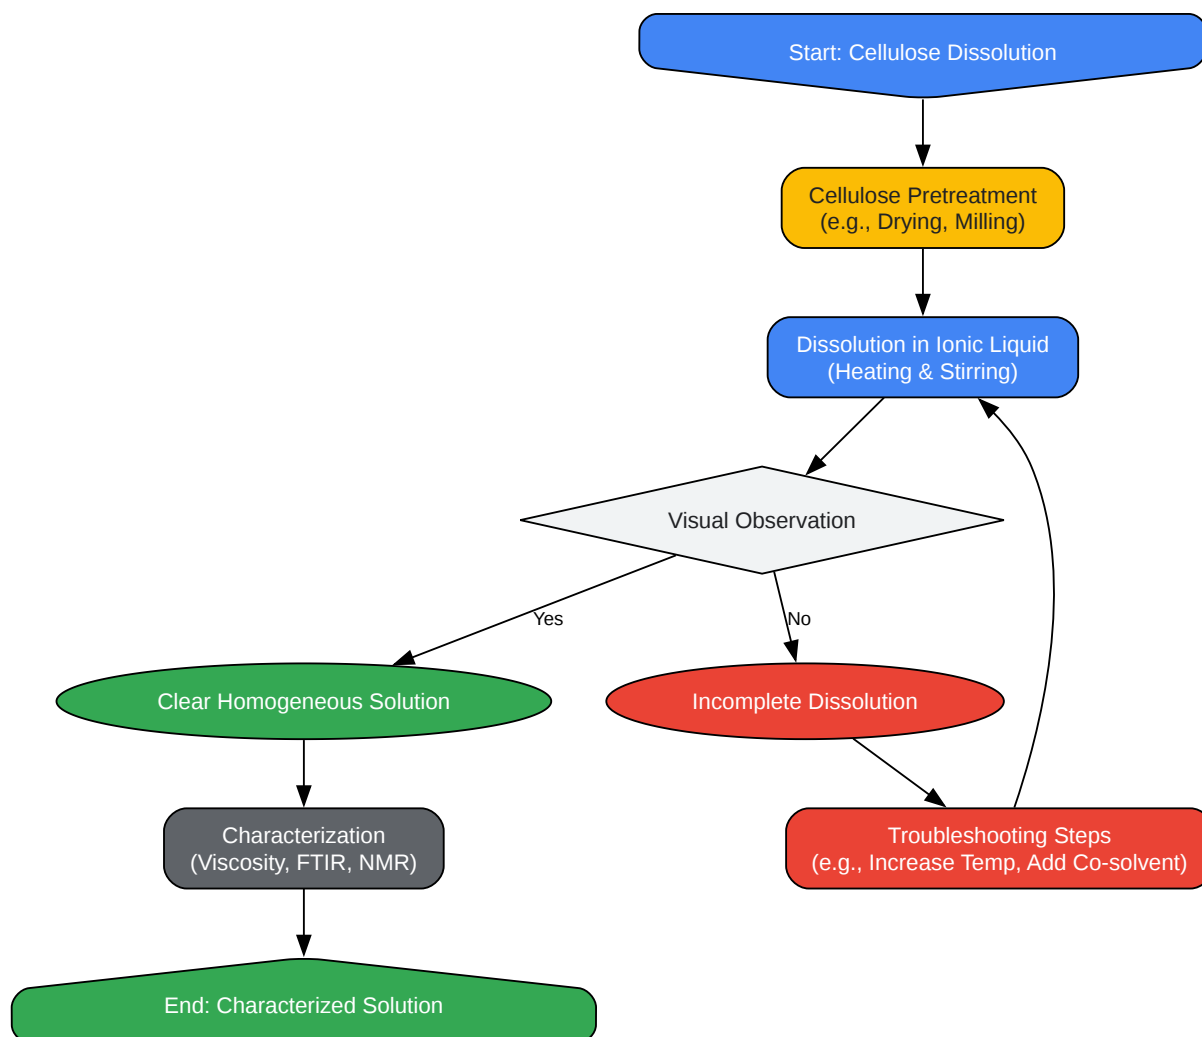 Start: Cellulose Dissolution
Cellulose Pretreatment
(e.g., Drying, Milling)
Dissolution in Ionic Liquid
(Heating & Stirring)
Visual Observation
Yes
No
Clear Homogeneous Solution
Incomplete Dissolution
Characterization
(Viscosity, FTIR, NMR)
Troubleshooting Steps
(e.g., Increase Temp, Add Co-solvent)
End: Characterized Solution